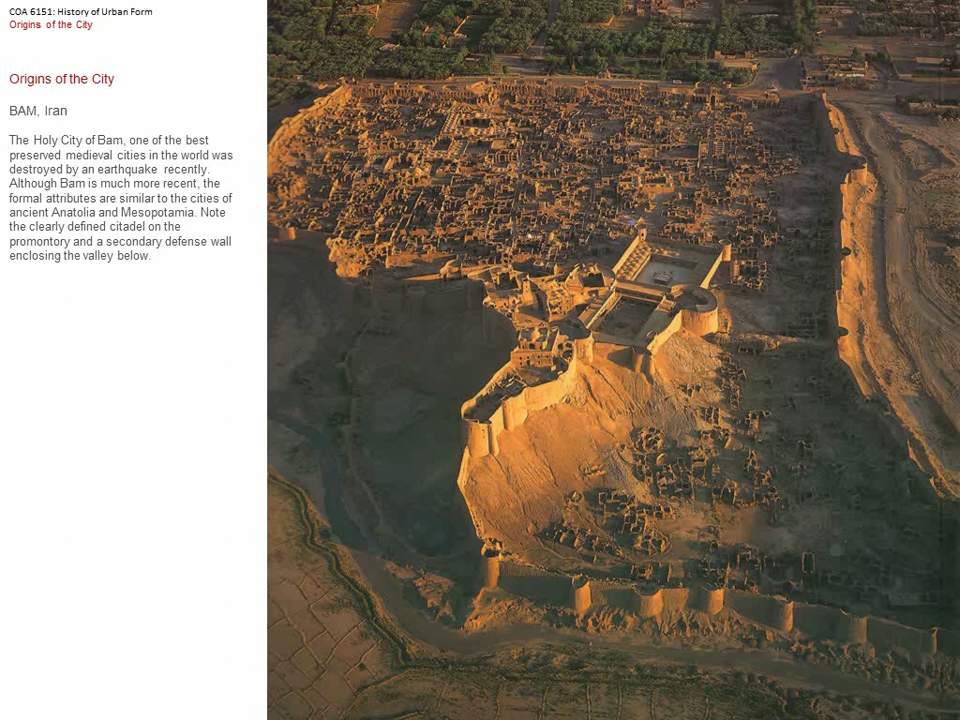 COA 6151: History of Urban Form
Origins of the City
Origins of the City
BAM, Iran
The Holy City of Bam, one of the best
preserved medieval cities in the world was
destroyed by an earthquake recently.
Although Bam is much more recent, the
formal attributes are similar to the cities of
ancient Anatolia and Mesopotamia. Note
the clearly defined citadel on the
promontory and a secondary defense wall
enclosing the valley below.